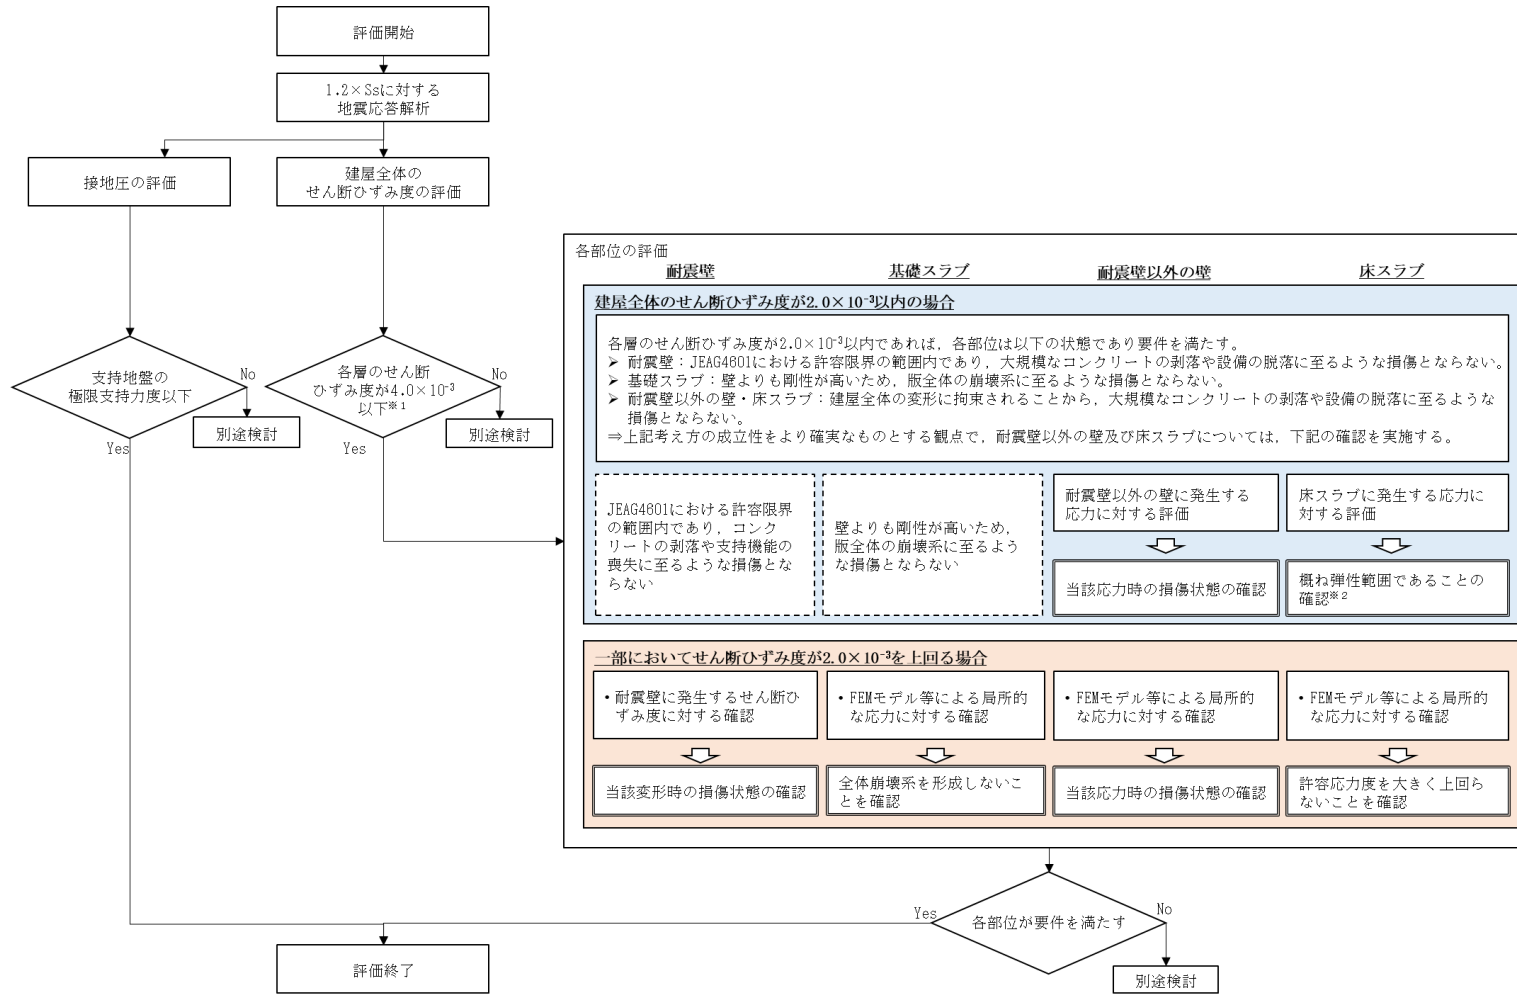 評価開始
1.2×Ssに対する
地震応答解析
接地圧の評価
建屋全体の
せん断ひずみ度の評価
支持地盤の
極限支持力度以下
No
別途検討
Yes
各層のせん断
ひずみ度が4.0×10⁻³
以下※1
No
別途検討
Yes
各部位の評価
耐震壁
基礎スラブ
耐震壁以外の壁
床スラブ
建屋全体のせん断ひずみ度が2.0×10⁻³以内の場合
各層のせん断ひずみ度が2.0×10⁻³以内であれば，各部位は以下の状態であり要件を満たす。
➢ 耐震壁：JEAG4601における許容限界の範囲内であり，大規模なコンクリートの剥落や設備の脱落に至るような損傷とならない。
➢ 基礎スラブ：壁よりも剛性が高いため，版全体の崩壊系に至るような損傷とならない。
➢ 耐震壁以外の壁・床スラブ：建屋全体の変形に拘束されることから，大規模なコンクリートの剥落や設備の脱落に至るような
損傷とならない。
⇒上記考え方の成立性をより確実なものとする観点で，耐震壁以外の壁及び床スラブについては，下記の確認を実施する。
JEAG4601における許容限界
の範囲内であり，コンク
リートの剥落や支持機能の
喪失に至るような損傷とな
らない
壁よりも剛性が高いため，
版全体の崩壊系に至るよう
な損傷とならない
耐震壁以外の壁に発生する
応力に対する評価
当該応力時の損傷状態の確認
床スラブに発生する応力に
対する評価
概ね弾性範囲であることの
確認※2
一部においてせん断ひずみ度が2.0×10⁻³を上回る場合
・耐震壁に発生するせん断ひ
ずみ度に対する確認
当該変形時の損傷状態の確認
・FEMモデル等による局所的
な応力に対する確認
全体崩壊系を形成しないこ
とを確認
・FEMモデル等による局所的
な応力に対する確認
当該応力時の損傷状態の確認
・FEMモデル等による局所的
な応力に対する確認
許容応力度を大きく上回ら
ないことを確認
各部位が要件を満たす
Yes
No
別途検討
評価終了